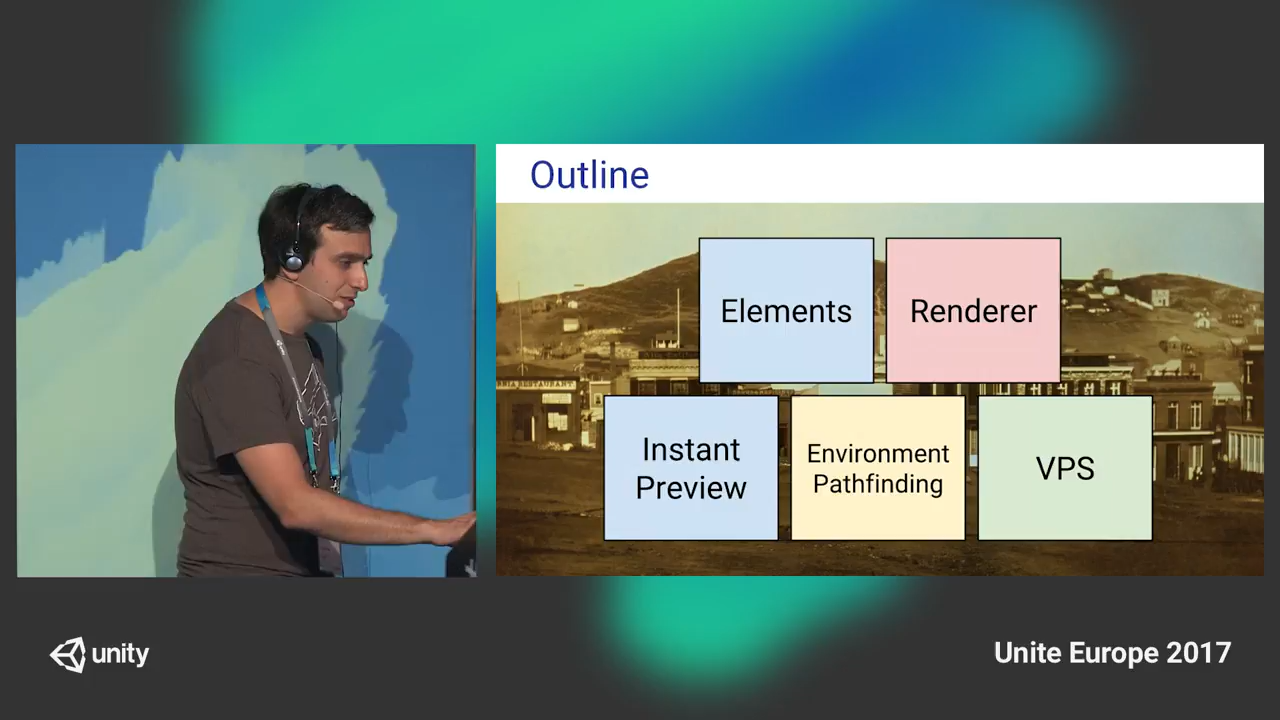 Outline
Elements
Renderer
Instant
Preview
Environment
Pathfinding
VPS
unity
Unite Europe 2017